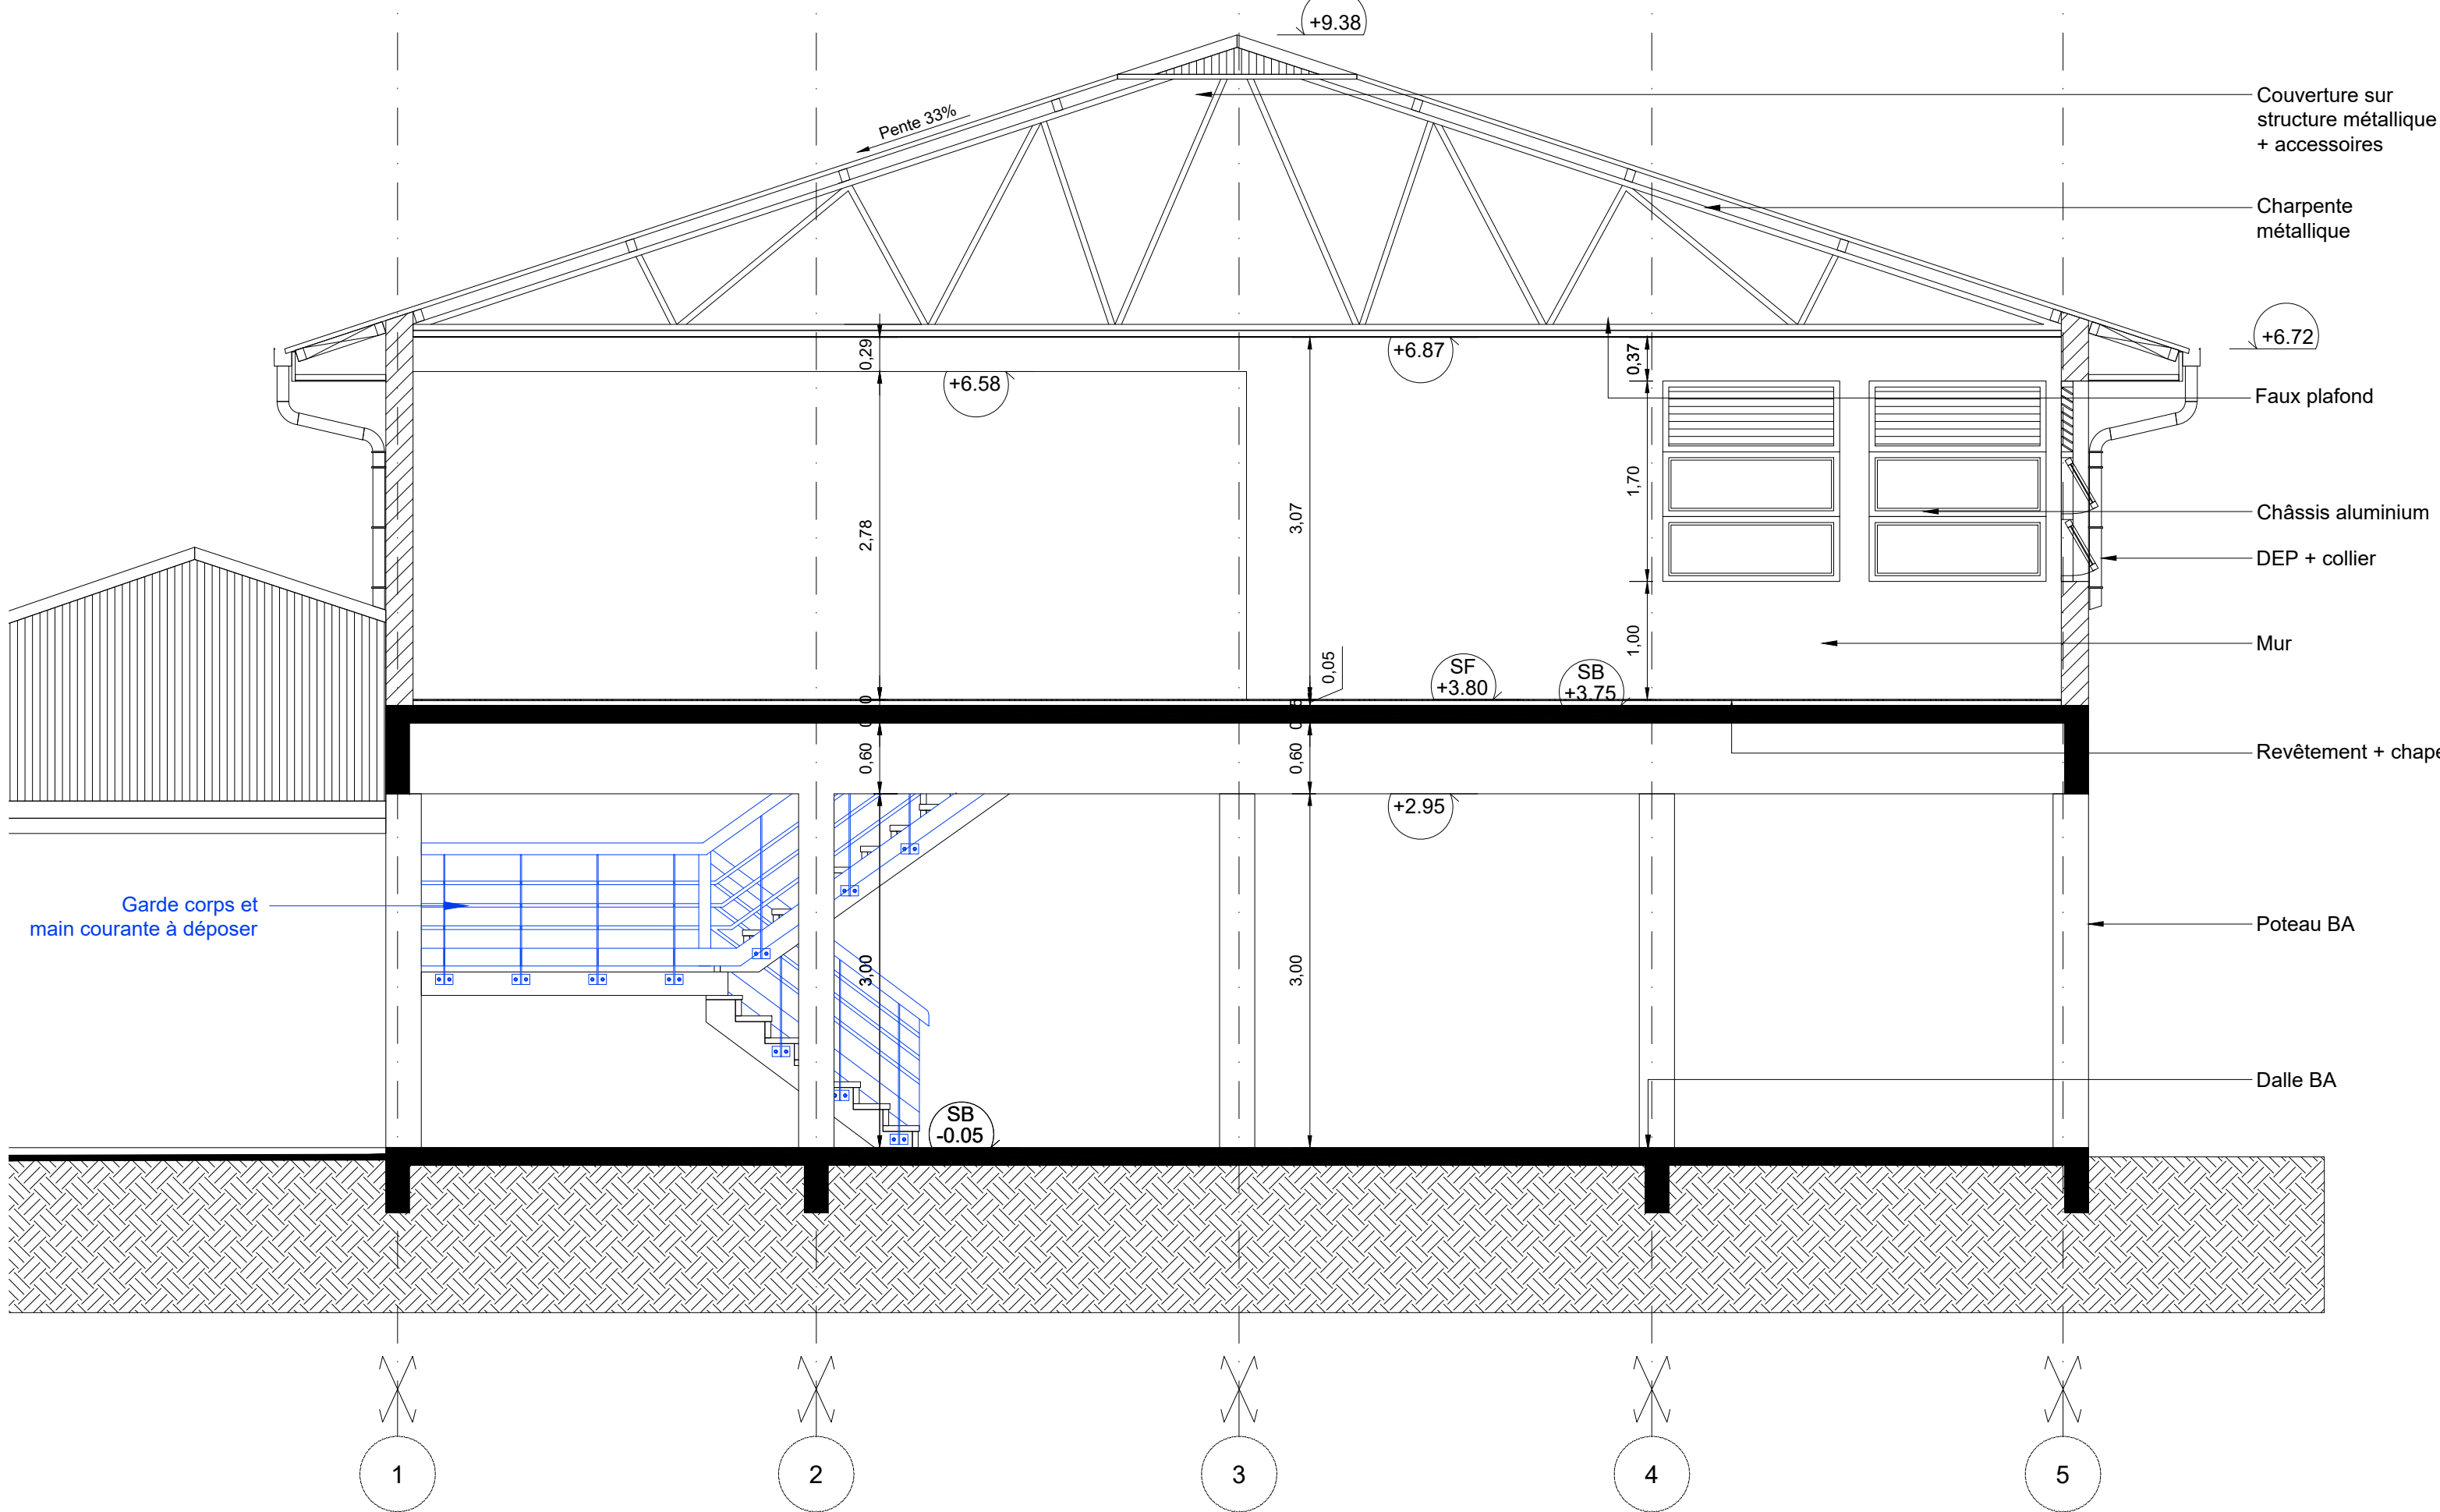 +9.38
Pente 33%
Couverture sur
structure métallique
+ accessoires
Charpente
métallique
+6.72
0,29
+6.58
+6.87
0,37
Faux plafond
2,78
3,07
1,70
Châssis aluminium
DEP + collier
1,00
Mur
0,05
SF
+3.80
SB
+3.75
0,60
0,60
Revêtement + chape
+2.95
Garde corps et
main courante à déposer
3,00
3,00
Poteau BA
Dalle BA
SB
-0.05
1
2
3
4
5